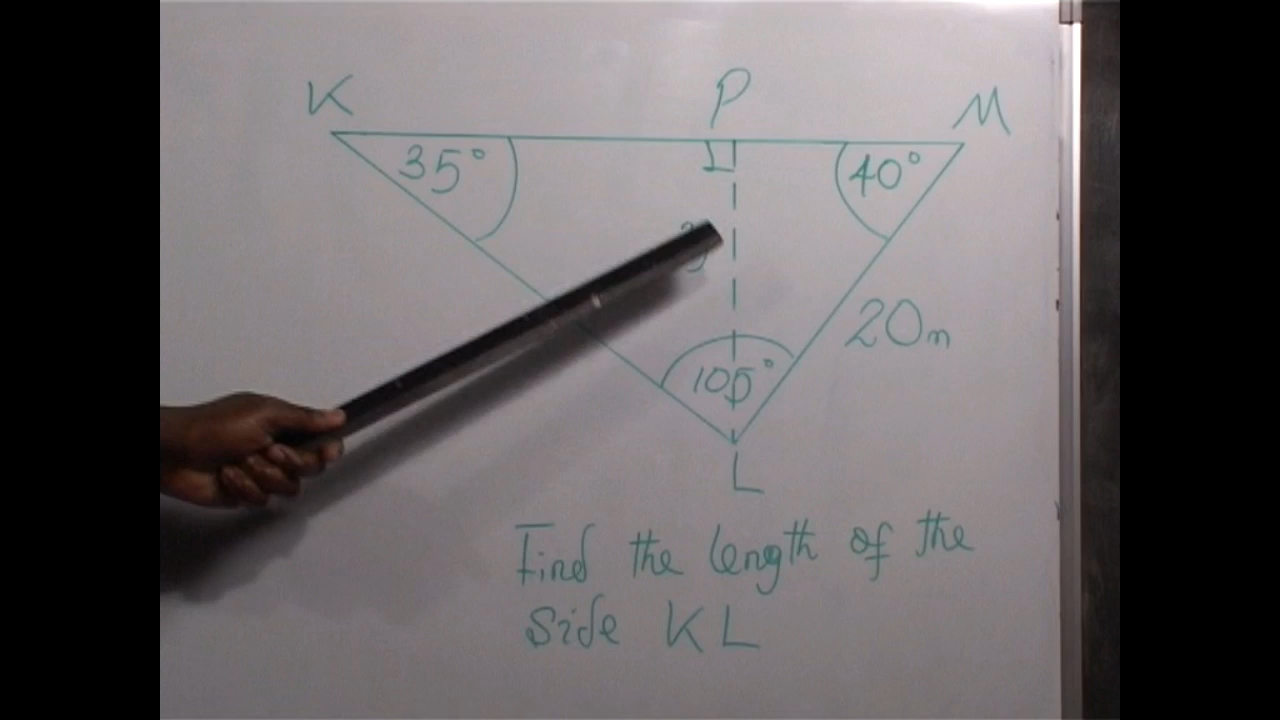 K P M
35°
40°
20m
105°
L
Find the length of the
side KL